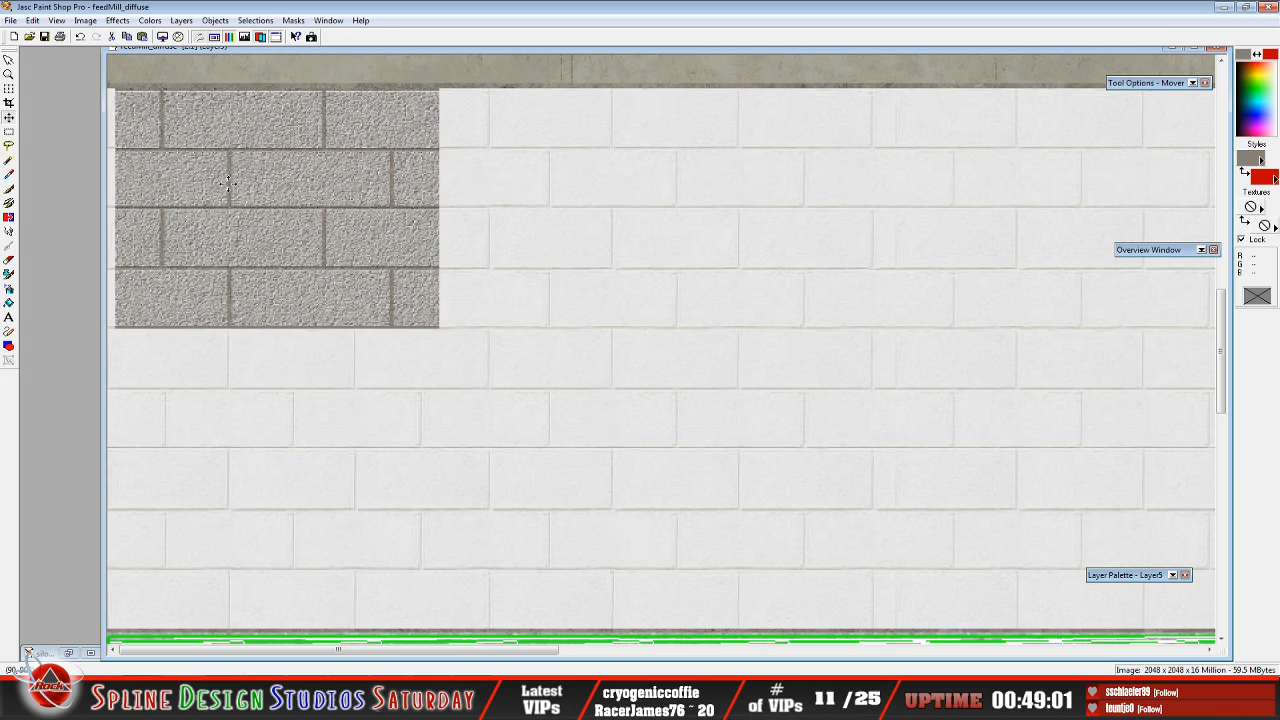 Jasc Paint Shop Pro - feedMill_diffuse
File Edit View Image Effects Colors Layers Objects Selections Masks Window Help
Tool Options - Mover
Styles
Textures
Lock
R --
G --
B --
Overview Window
Layer Palette - Layer5
Image: 2048 x 2048 x 16 Million - 59.5 MBytes
SPLINE DESIGN STUDIOS SATURDAY
Latest VIPs
cryogeniccoffie
RacerJames76 ~ 20
# of VIPs
11 / 25
UPTIME 00:49:01
sschlaefer89 [Follow]
teuntje0 [Follow]